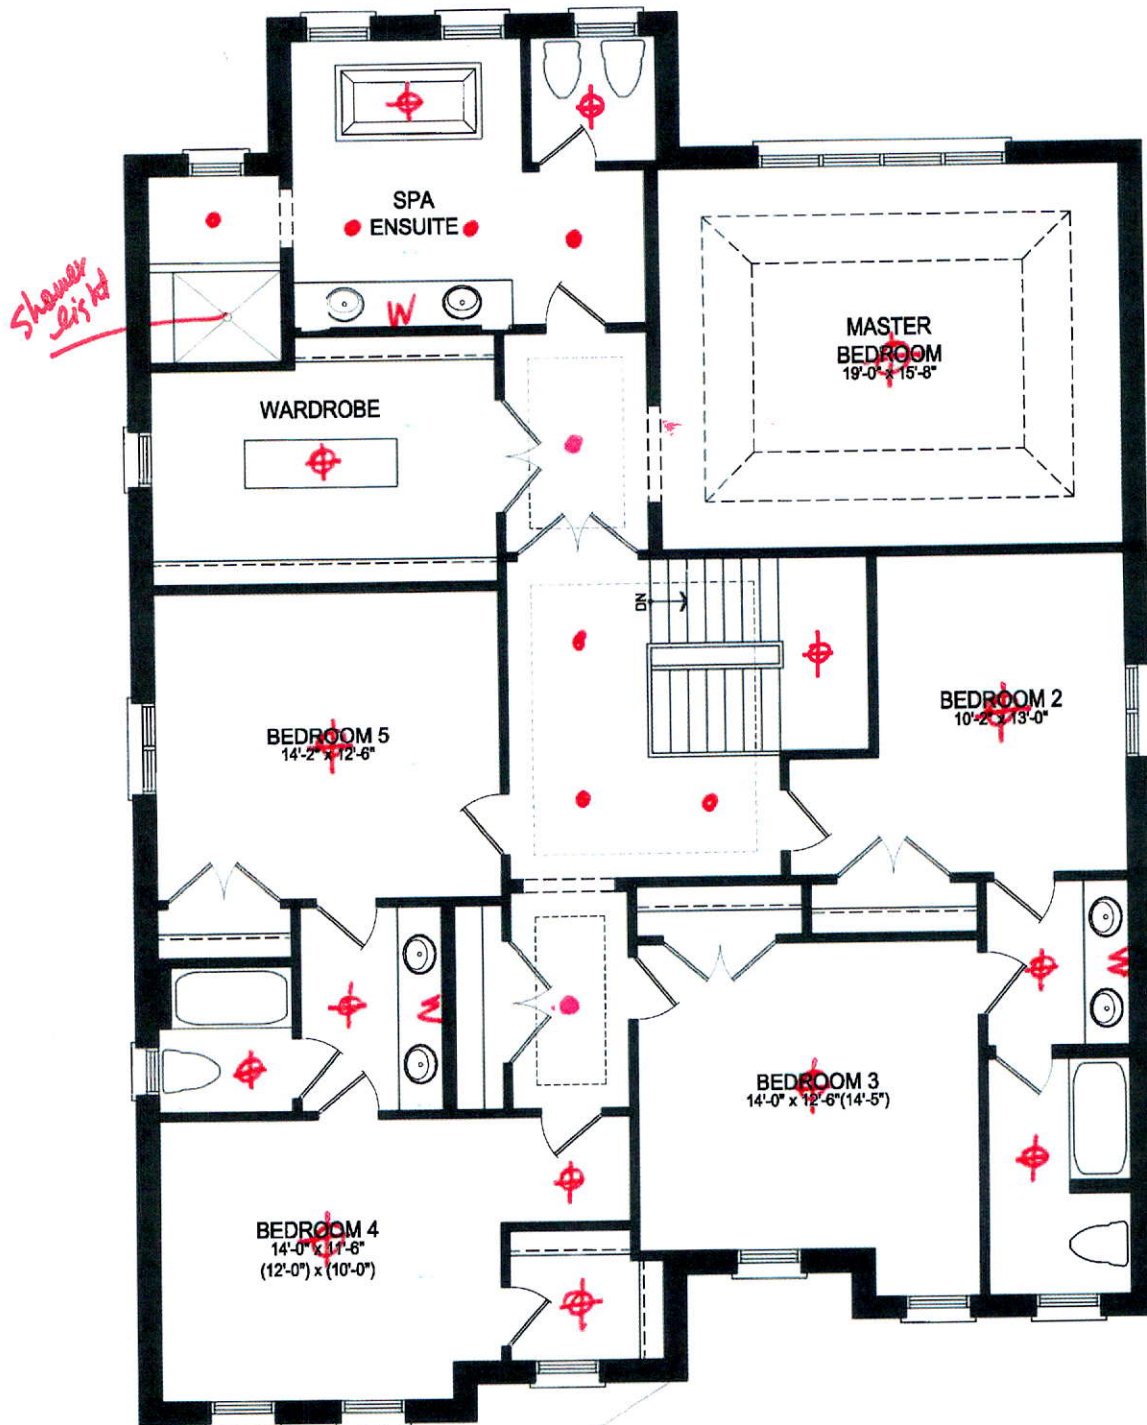 SPA
ENSUITE
Shower
light
W
MASTER
BEDROOM
19'-0" x 15'-8"
WARDROBE
DN
BEDROOM 2
10'-2" x 13'-0"
BEDROOM 5
14'-2" x 12'-6"
W
W
BEDROOM 3
14'-0" x 12'-6"(14'-5")
BEDROOM 4
14'-0" x 11'-6"
(12'-0") x (10'-0")